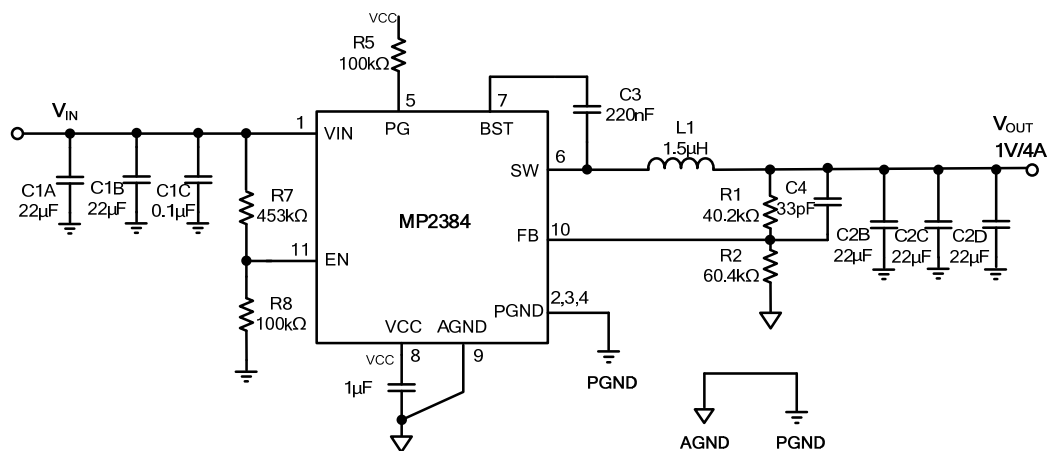 VCC
R5
100kΩ
5
7
C3
220nF
VIN
1
VIN
PG
BST
L1
1.5µH
VOUT
1V/4A
SW
6
C1A
22µF
C1B
22µF
C1C
0.1µF
R7
453kΩ
MP2384
R1
40.2kΩ
C4
33pF
FB
10
C2B
22µF
C2C
22µF
C2D
22µF
R2
60.4kΩ
11
EN
R8
100kΩ
PGND
2,3,4
VCC
AGND
VCC
8
9
1µF
PGND
AGND
PGND